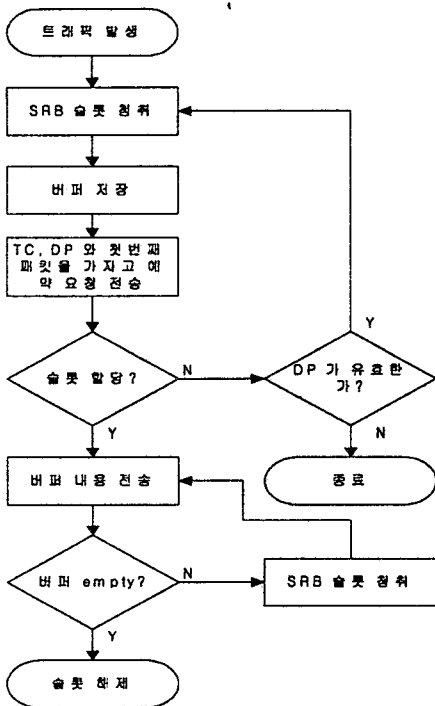 트래픽 발생
SRB 슬롯 청취
버퍼 저장
TC, DP 와 첫번째
패킷을 가지고 예
약 요청 전송
슬롯 할당?
N
DP 가 유효한
가?
Y
Y
N
버퍼 내용 전송
종료
버퍼 empty?
N
SRB 슬롯 청취
Y
슬롯 해제